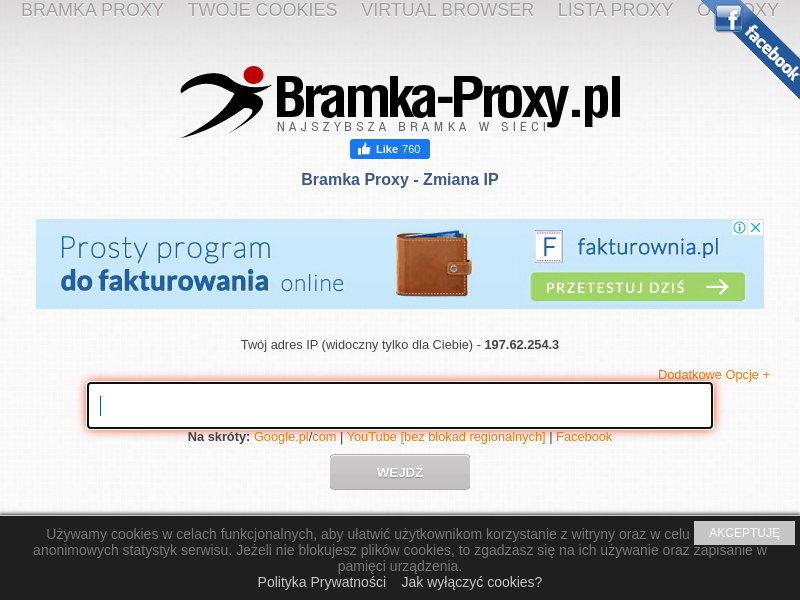 BRAMKA PROXY TWOJE COOKIES VIRTUAL BROWSER LISTA PROXY
facebook
Bramka-Proxy.pl
NAJSZYBSZA BRAMKA W SIECI
Like 760
Bramka Proxy - Zmiana IP
Prosty program
do fakturowania online
F fakturownia.pl
PRZETESTUJ DZIŚ
Twój adres IP (widoczny tylko dla Ciebie) - 197.62.254.3
Dodatkowe Opcje +
Na skróty: Google.pl/com | YouTube [bez blokad regionalnych] | Facebook
WEJDŹ
Używamy cookies w celach funkcjonalnych, aby ułatwić użytkownikom korzystanie z witryny oraz w celu
AKCEPTUJĘ
anonimowych statystyk serwisu. Jeżeli nie blokujesz plików cookies, to zgadzasz się na ich używanie oraz zapisanie w
pamięci urządzenia.
Polityka Prywatności Jak wyłączyć cookies?